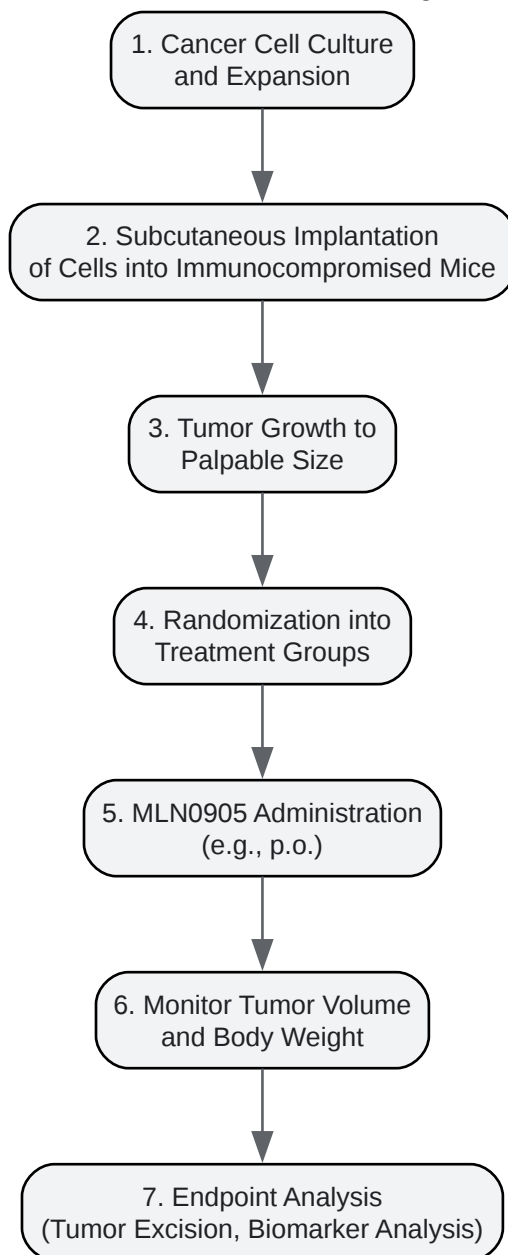 1. Cancer Cell Culture
and Expansion
2. Subcutaneous Implantation
of Cells into Immunocompromised Mice
3. Tumor Growth to
Palpable Size
4. Randomization into
Treatment Groups
5. MLN0905 Administration
(e.g., p.o.)
6. Monitor Tumor Volume
and Body Weight
7. Endpoint Analysis
(Tumor Excision, Biomarker Analysis)